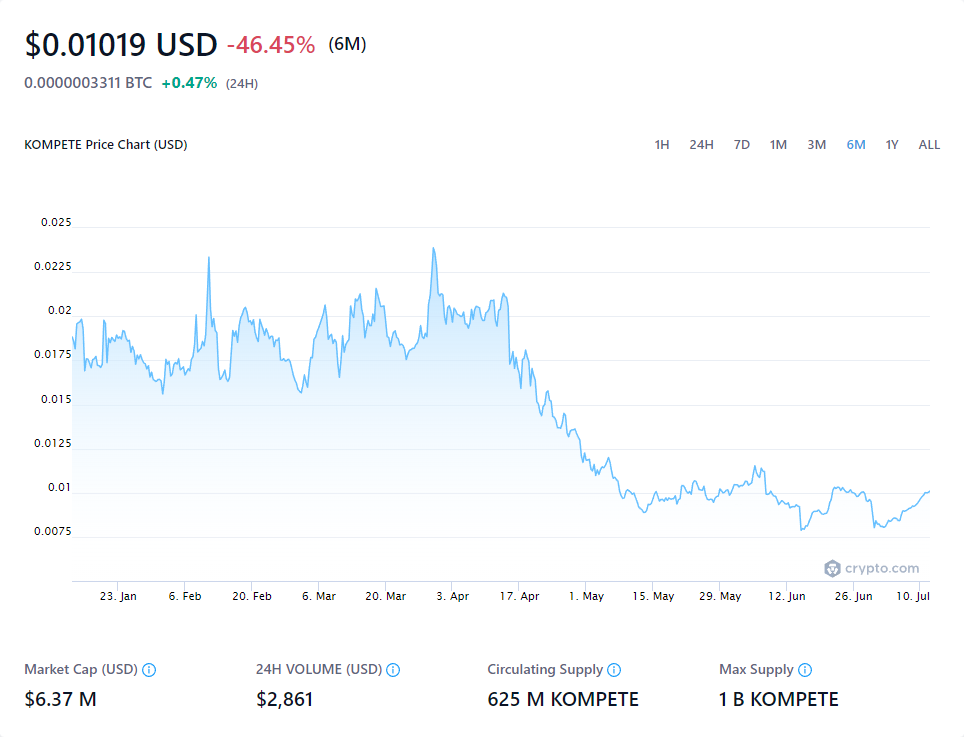 $0.01019 USD -46.45% (6M)
0.0000003311 BTC +0.47% (24H)
KOMPETE Price Chart (USD) 1H 24H 7D 1M 3M 6M 1Y ALL
0.025
0.0225
0.02
0.0175
0.015
0.0125
0.01
0.0075
crypto.com
23. Jan 6. Feb 20. Feb 6. Mar 20. Mar 3. Apr 17. Apr 1. May 15. May 29. May 12. Jun 26. Jun 10. Jul
Market Cap (USD) 24H VOLUME (USD) Circulating Supply Max Supply
$6.37 M $2,861 625 M KOMPETE 1 B KOMPETE